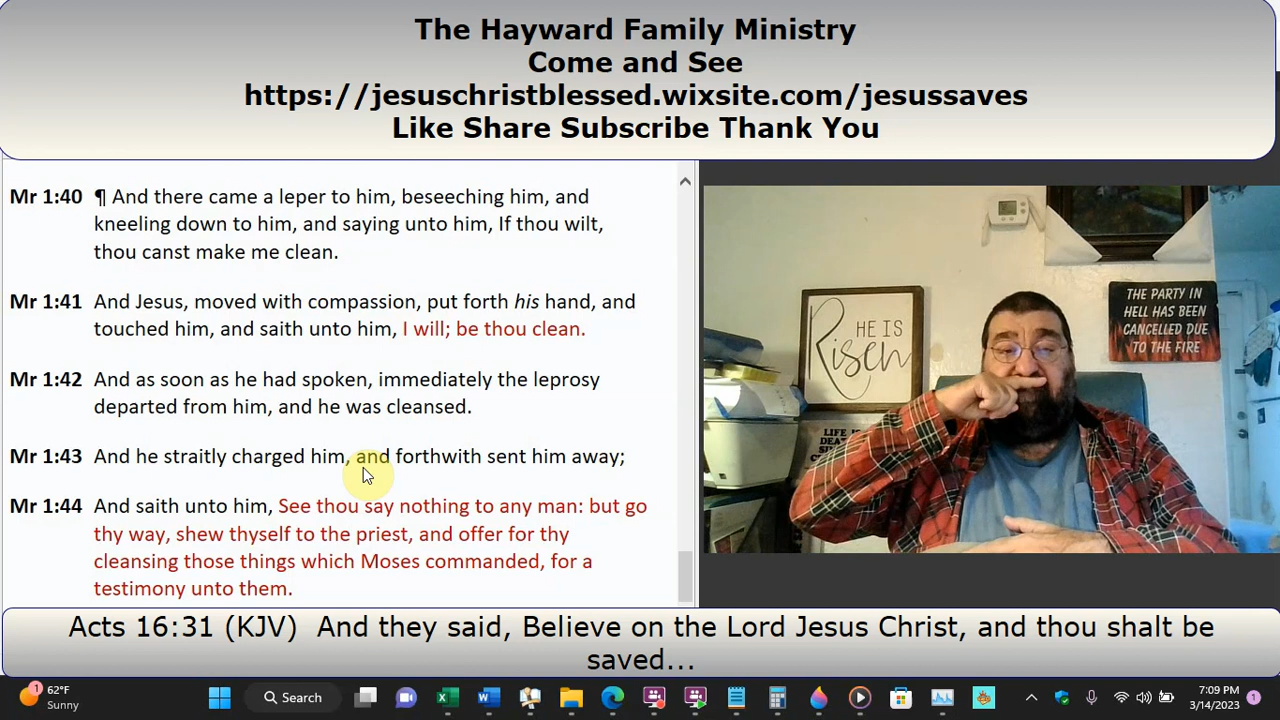 The Hayward Family Ministry
Come and See
https://jesuschristblessed.wixsite.com/jesussaves
Like Share Subscribe Thank You
Mr 1:40 ¶ And there came a leper to him, beseeching him, and
kneeling down to him, and saying unto him, If thou wilt,
thou canst make me clean.
Mr 1:41 And Jesus, moved with compassion, put forth his hand, and
touched him, and saith unto him, I will; be thou clean.
Mr 1:42 And as soon as he had spoken, immediately the leprosy
departed from him, and he was cleansed.
Mr 1:43 And he straitly charged him, and forthwith sent him away;
Mr 1:44 And saith unto him, See thou say nothing to any man: but go
thy way, shew thyself to the priest, and offer for thy
cleansing those things which Moses commanded, for a
testimony unto them.
HE IS
Risen
THE PARTY IN
HELL HAS BEEN
CANCELLED DUE
TO THE FIRE
Acts 16:31 (KJV) And they said, Believe on the Lord Jesus Christ, and thou shalt be
saved...
1
62°F
Sunny
Search
7:09 PM
3/14/2023
1